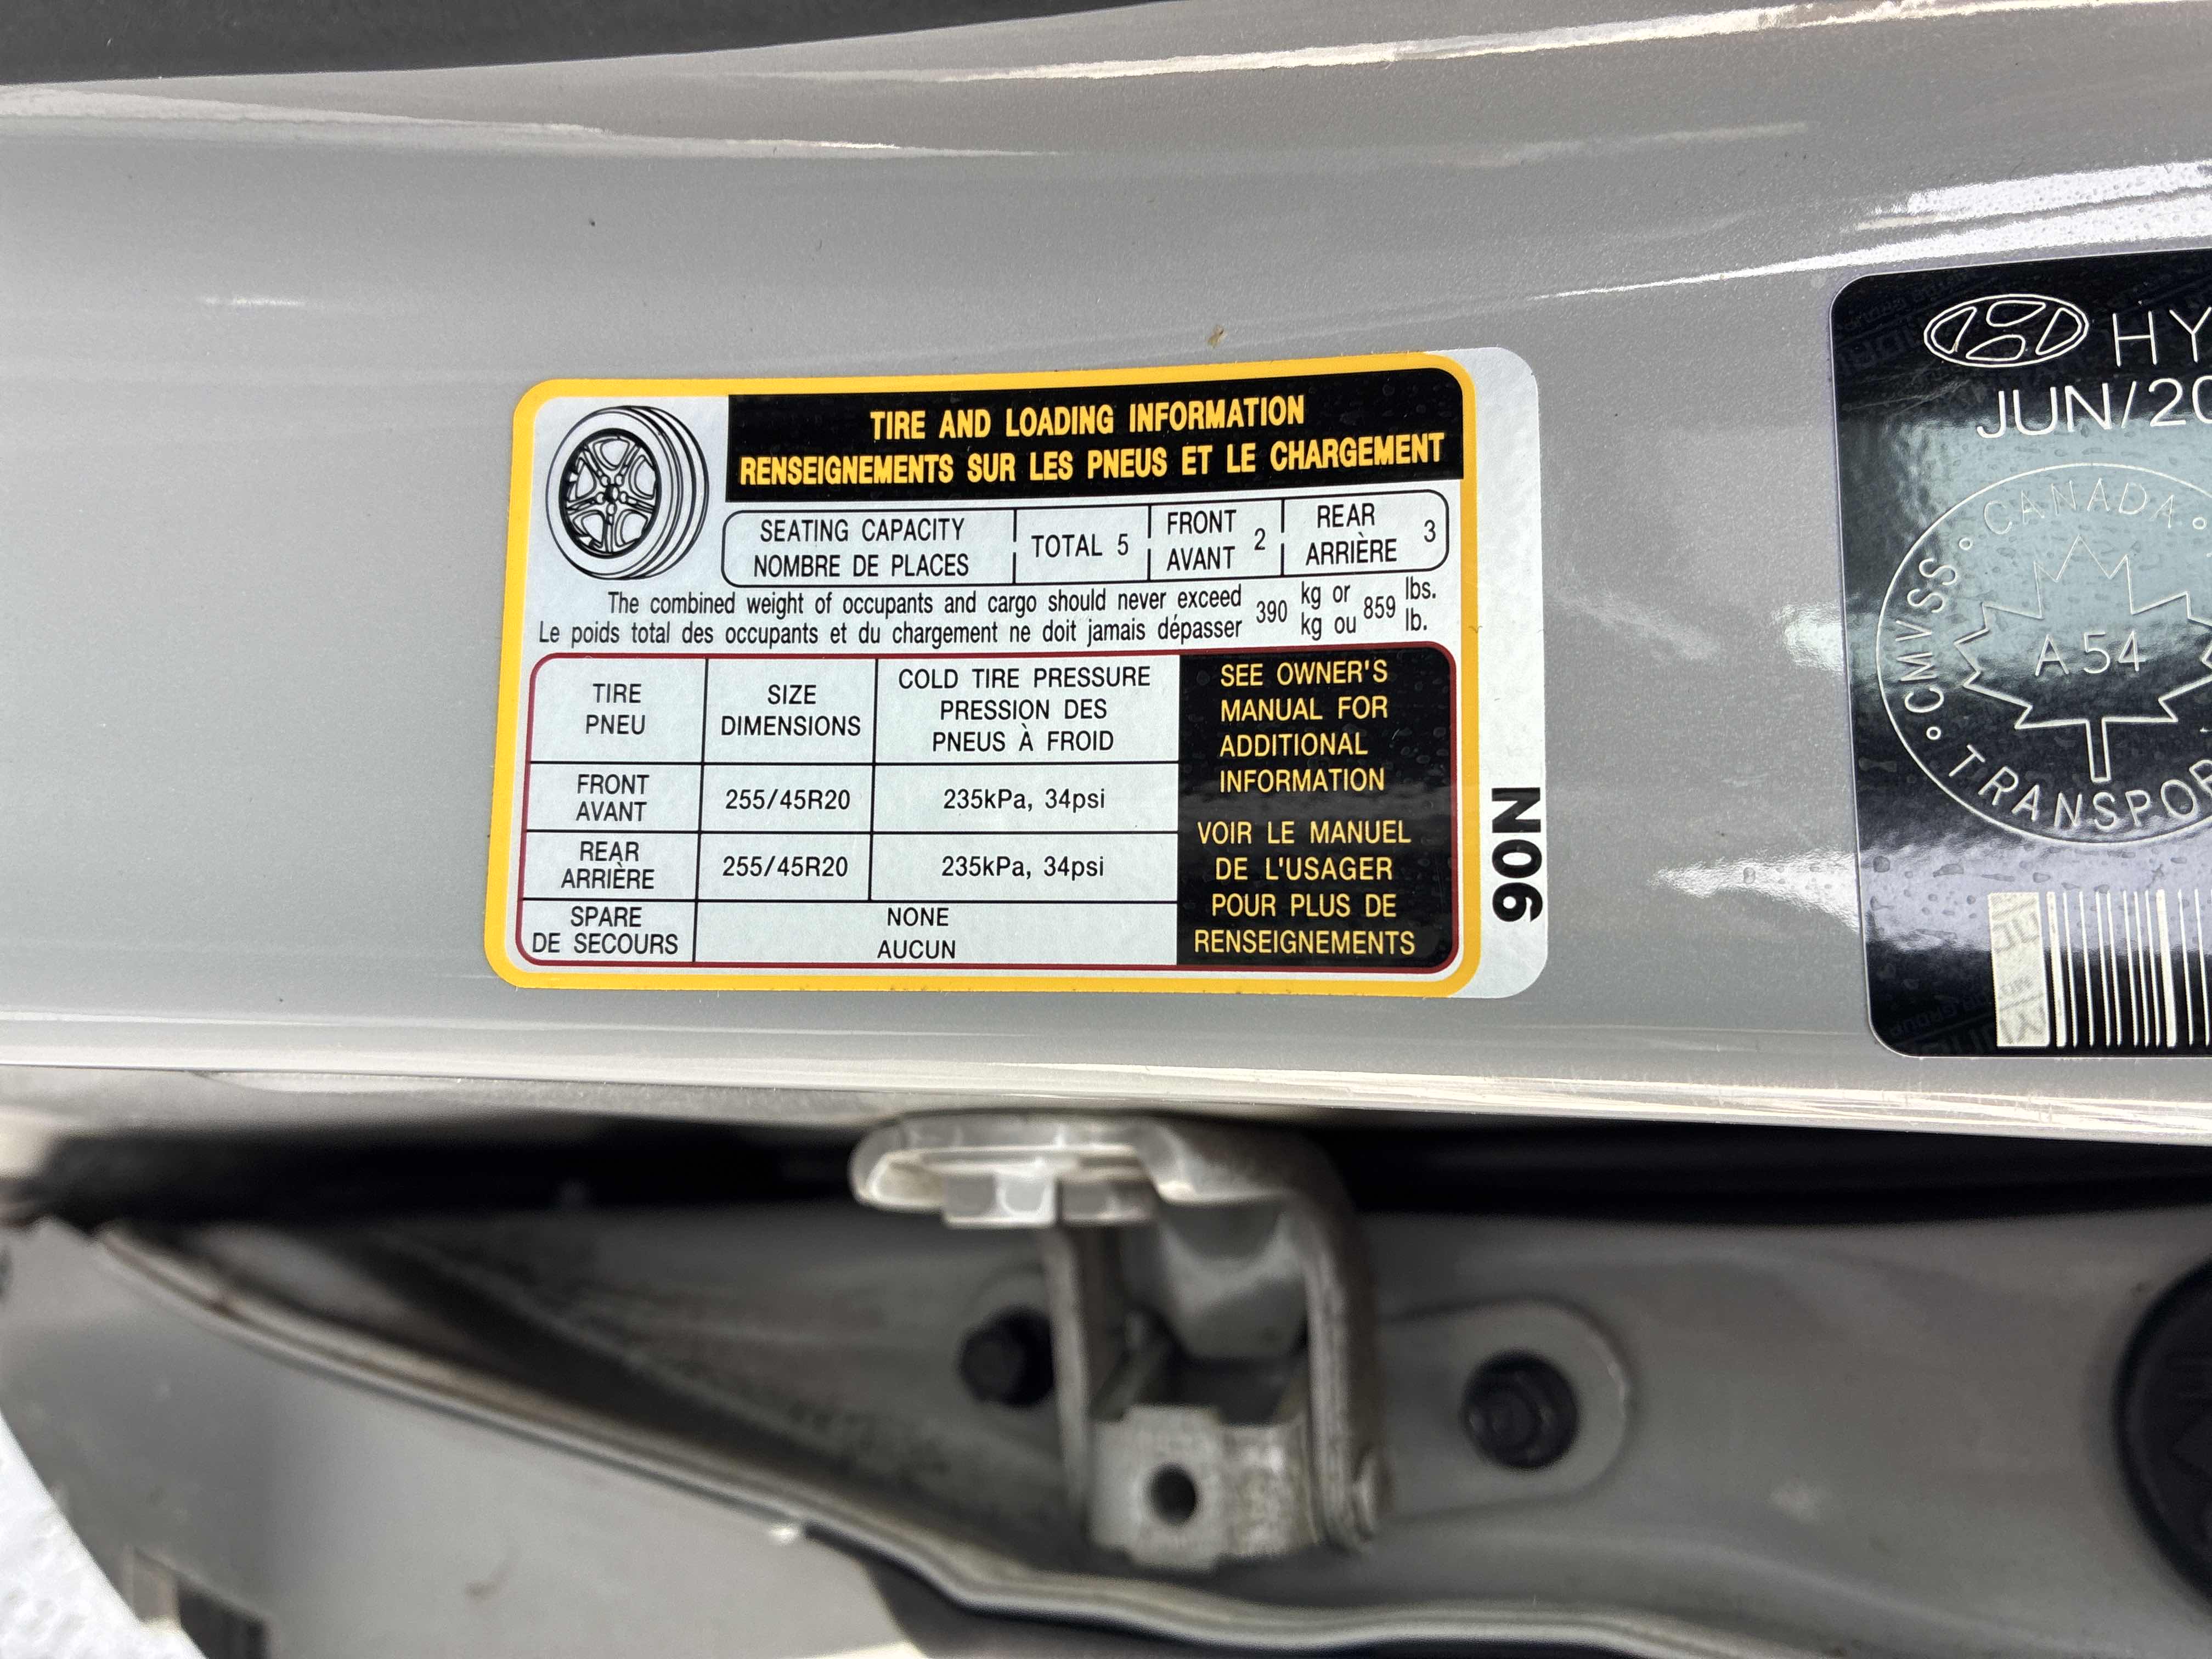 TIRE AND LOADING INFORMATION
RENSEIGNEMENTS SUR LES PNEUS ET LE CHARGEMENT
SEATING CAPACITY
NOMBRE DE PLACES
TOTAL 5
FRONT
AVANT
2
REAR
ARRIÈRE
3
The combined weight of occupants and cargo should never exceed 390 kg or 859 lbs.
Le poids total des occupants et du chargement ne doit jamais dépasser 390 kg ou 859 lb.
TIRE
PNEU
SIZE
DIMENSIONS
COLD TIRE PRESSURE
PRESSION DES
PNEUS À FROID
FRONT
AVANT
255/45R20
235kPa, 34psi
REAR
ARRIÈRE
255/45R20
235kPa, 34psi
SPARE
DE SECOURS
NONE
AUCUN
SEE OWNER'S
MANUAL FOR
ADDITIONAL
INFORMATION
VOIR LE MANUEL
DE L'USAGER
POUR PLUS DE
RENSEIGNEMENTS
N06
HY
JUN/20
CANADA
CMVSS
A54
TRANSPOR